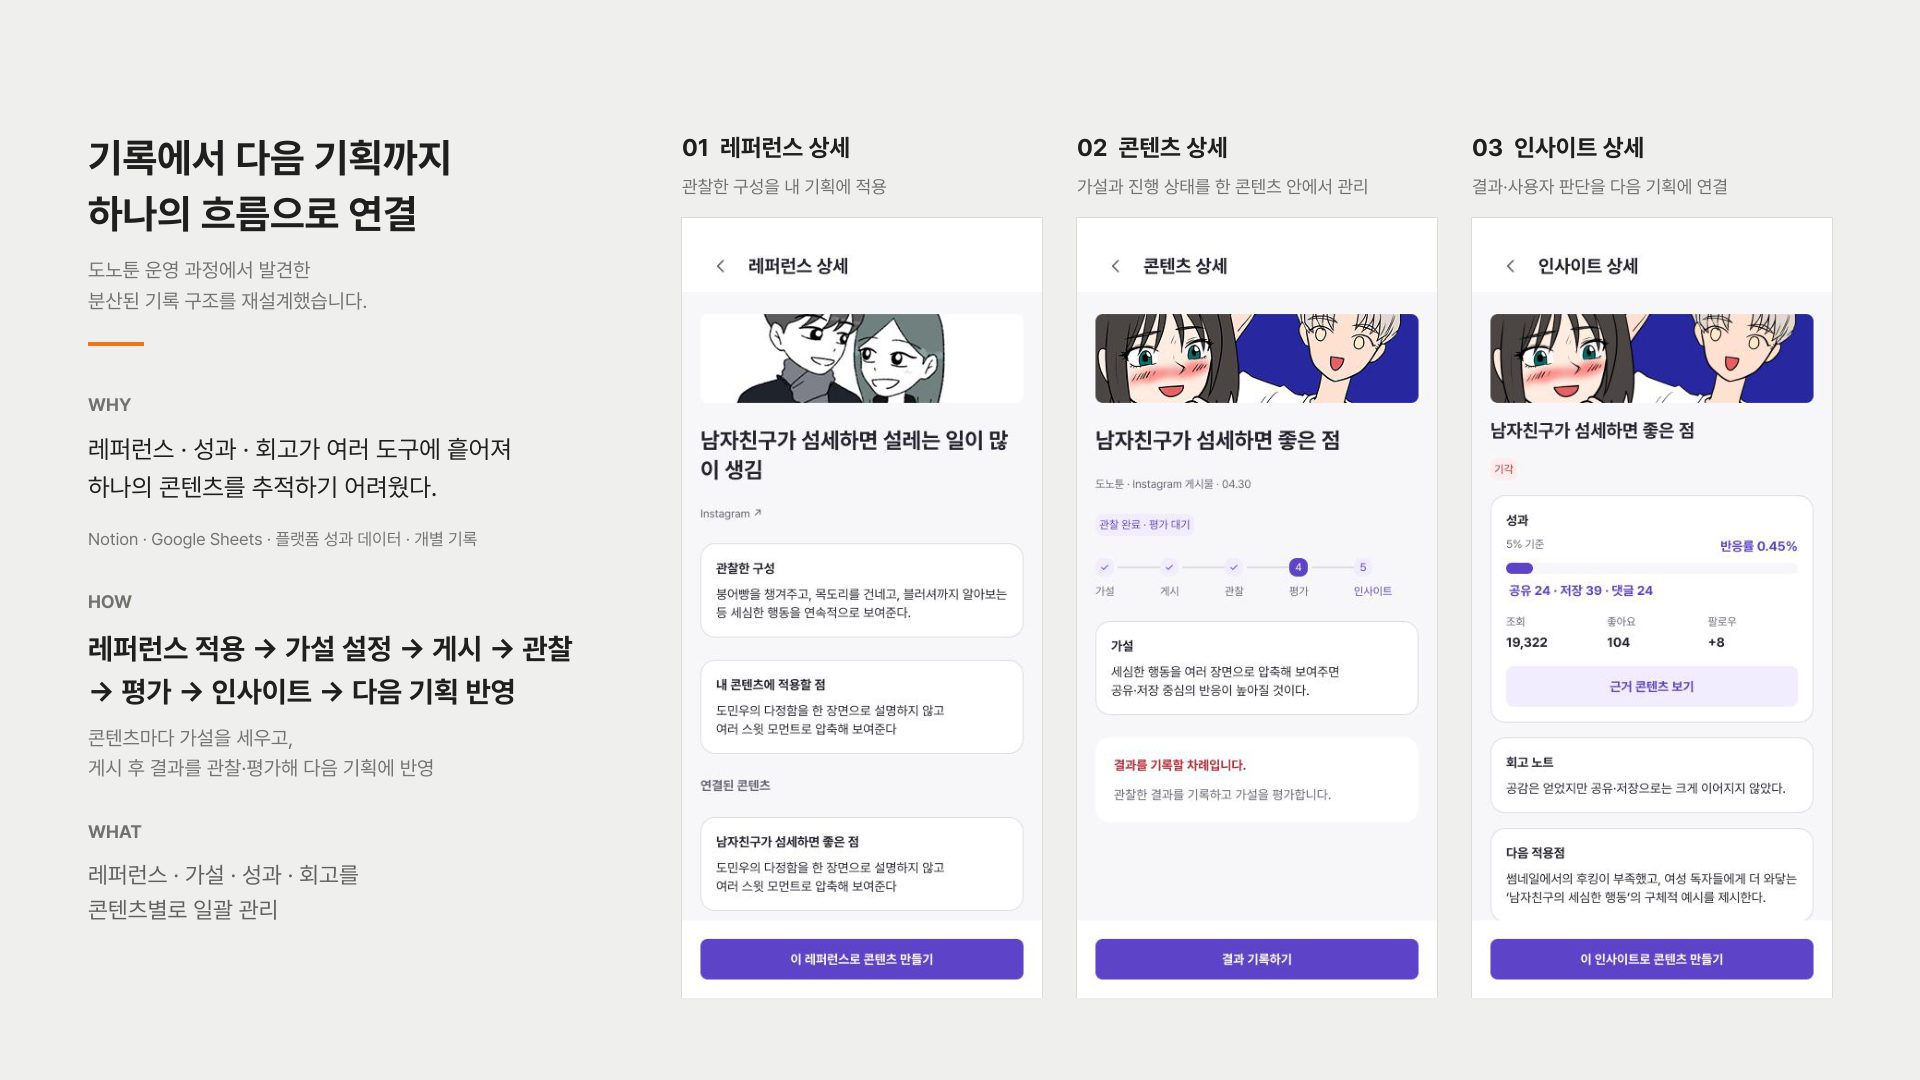 기록에서 다음 기획까지
하나의 흐름으로 연결
도노툰 운영 과정에서 발견한
분산된 기록 구조를 재설계했습니다.
WHY
레퍼런스 · 성과 · 회고가 여러 도구에 흩어져
하나의 콘텐츠를 추적하기 어려웠다.
Notion · Google Sheets · 플랫폼 성과 데이터 · 개별 기록
HOW
레퍼런스 적용 → 가설 설정 → 게시 → 관찰
→ 평가 → 인사이트 → 다음 기획 반영
콘텐츠마다 가설을 세우고,
게시 후 결과를 관찰·평가해 다음 기획에 반영
WHAT
레퍼런스 · 가설 · 성과 · 회고를
콘텐츠별로 일괄 관리
01 레퍼런스 상세
관찰한 구성을 내 기획에 적용
레퍼런스 상세
남자친구가 섬세하면 설레는 일이 많
이 생김
Instagram ↗
관찰한 구성
붕어빵을 챙겨주고, 목도리를 건네고, 블러셔까지 알아보는
등 세심한 행동을 연속적으로 보여준다.
내 콘텐츠에 적용할 점
도민우의 다정함을 한 장면으로 설명하지 않고
여러 스윗 모먼트로 압축해 보여준다
연결된 콘텐츠
남자친구가 섬세하면 좋은 점
도민우의 다정함을 한 장면으로 설명하지 않고
여러 스윗 모먼트로 압축해 보여준다
이 레퍼런스로 콘텐츠 만들기
02 콘텐츠 상세
가설과 진행 상태를 한 콘텐츠 안에서 관리
콘텐츠 상세
남자친구가 섬세하면 좋은 점
도노툰 · Instagram 게시물 · 04.30
관찰 완료 · 평가 대기
4 5
가설 게시 관찰 평가 인사이트
가설
세심한 행동을 여러 장면으로 압축해 보여주면
공유·저장 중심의 반응이 높아질 것이다.
결과를 기록할 차례입니다.
관찰한 결과를 기록하고 가설을 평가합니다.
결과 기록하기
03 인사이트 상세
결과·사용자 판단을 다음 기획에 연결
인사이트 상세
남자친구가 섬세하면 좋은 점
기각
성과
5% 기준 반응률 0.45%
공유 24 · 저장 39 · 댓글 24
조회 좋아요 팔로우
19,322 104 +8
근거 콘텐츠 보기
회고 노트
공감은 얻었지만 공유·저장으로는 크게 이어지지 않았다.
다음 적용점
썸네일에서의 후킹이 부족했고, 여성 독자들에게 더 와닿는
'남자친구의 세심한 행동'의 구체적 예시를 제시한다.
이 인사이트로 콘텐츠 만들기